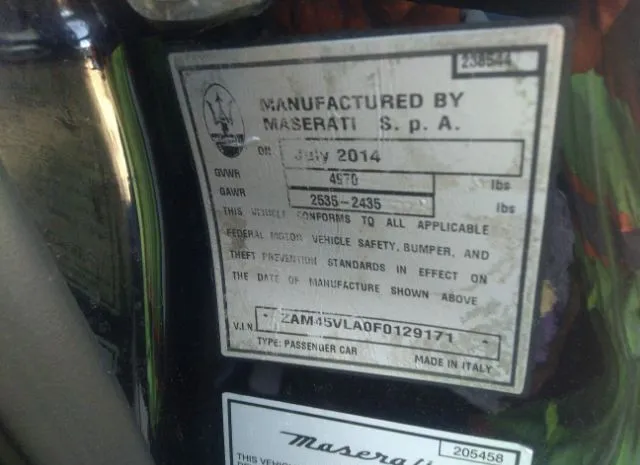 238544
MANUFACTURED BY
MASERATI S. p. A.
ON July 2014
GVWR 4970 lbs
GAWR 2535-2435 lbs
THIS VEHICLE CONFORMS TO ALL APPLICABLE
FEDERAL MOTOR VEHICLE SAFETY, BUMPER, AND
THEFT PREVENTION STANDARDS IN EFFECT ON
THE DATE OF MANUFACTURE SHOWN ABOVE
V.I.N. * ZAM45VLA0F0129171 *
TYPE: PASSENGER CAR MADE IN ITALY
Maserati
205458
THIS VEHIC